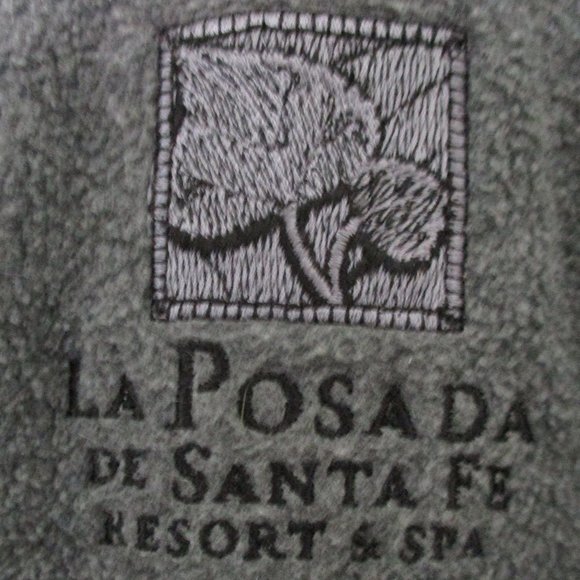 LA POSADA
DE SANTA FE
RESORT & SPA